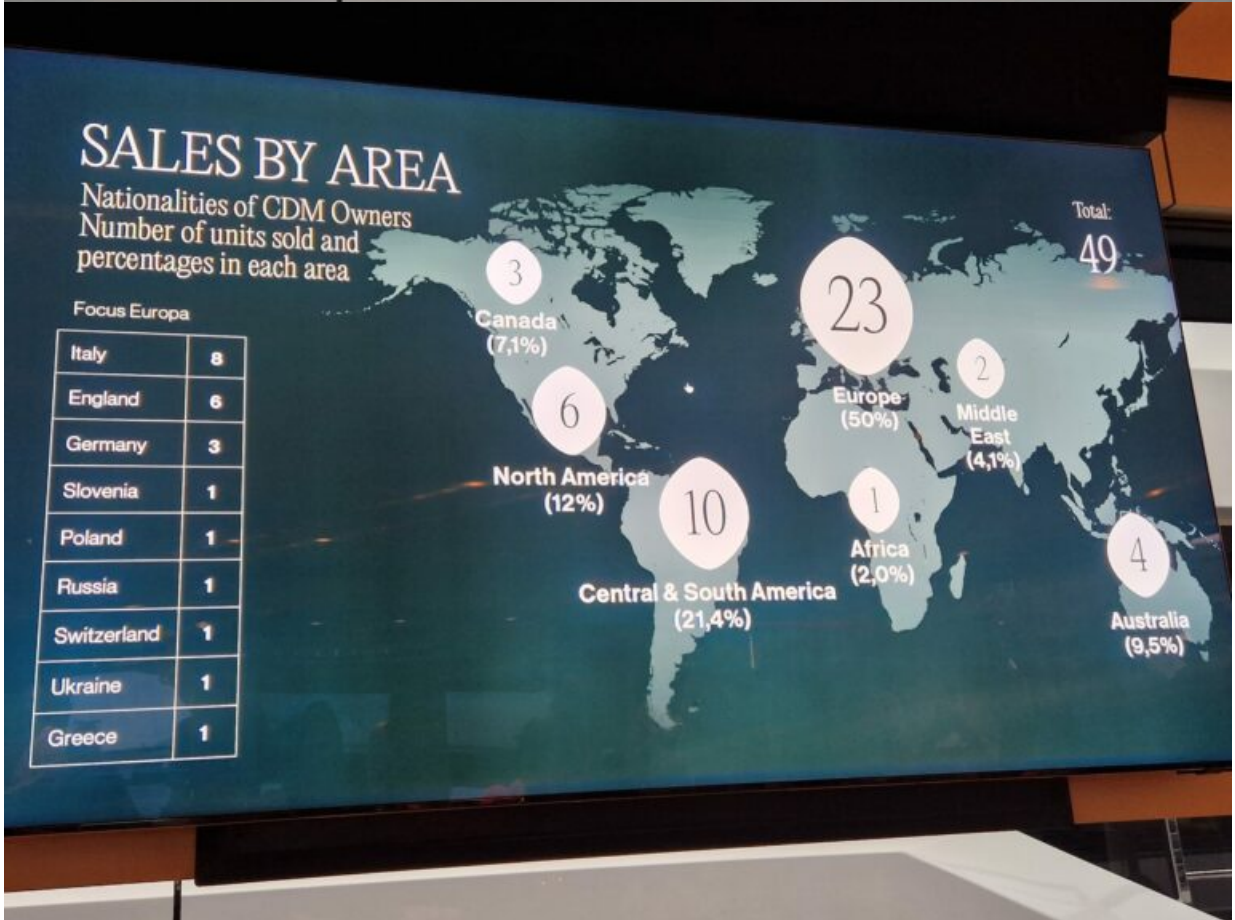 SALES BY AREA
Nationalities of CDM Owners
Number of units sold and
percentages in each area
Focus Europa
Italy 8
England 6
Germany 3
Slovenia 1
Poland 1
Russia 1
Switzerland 1
Ukraine 1
Greece 1
Total:
49
3
Canada
(7,1%)
6
North America
(12%)
10
Central & South America
(21,4%)
23
Europe
(50%)
2
Middle
East
(4,1%)
1
Africa
(2,0%)
4
Australia
(9,5%)